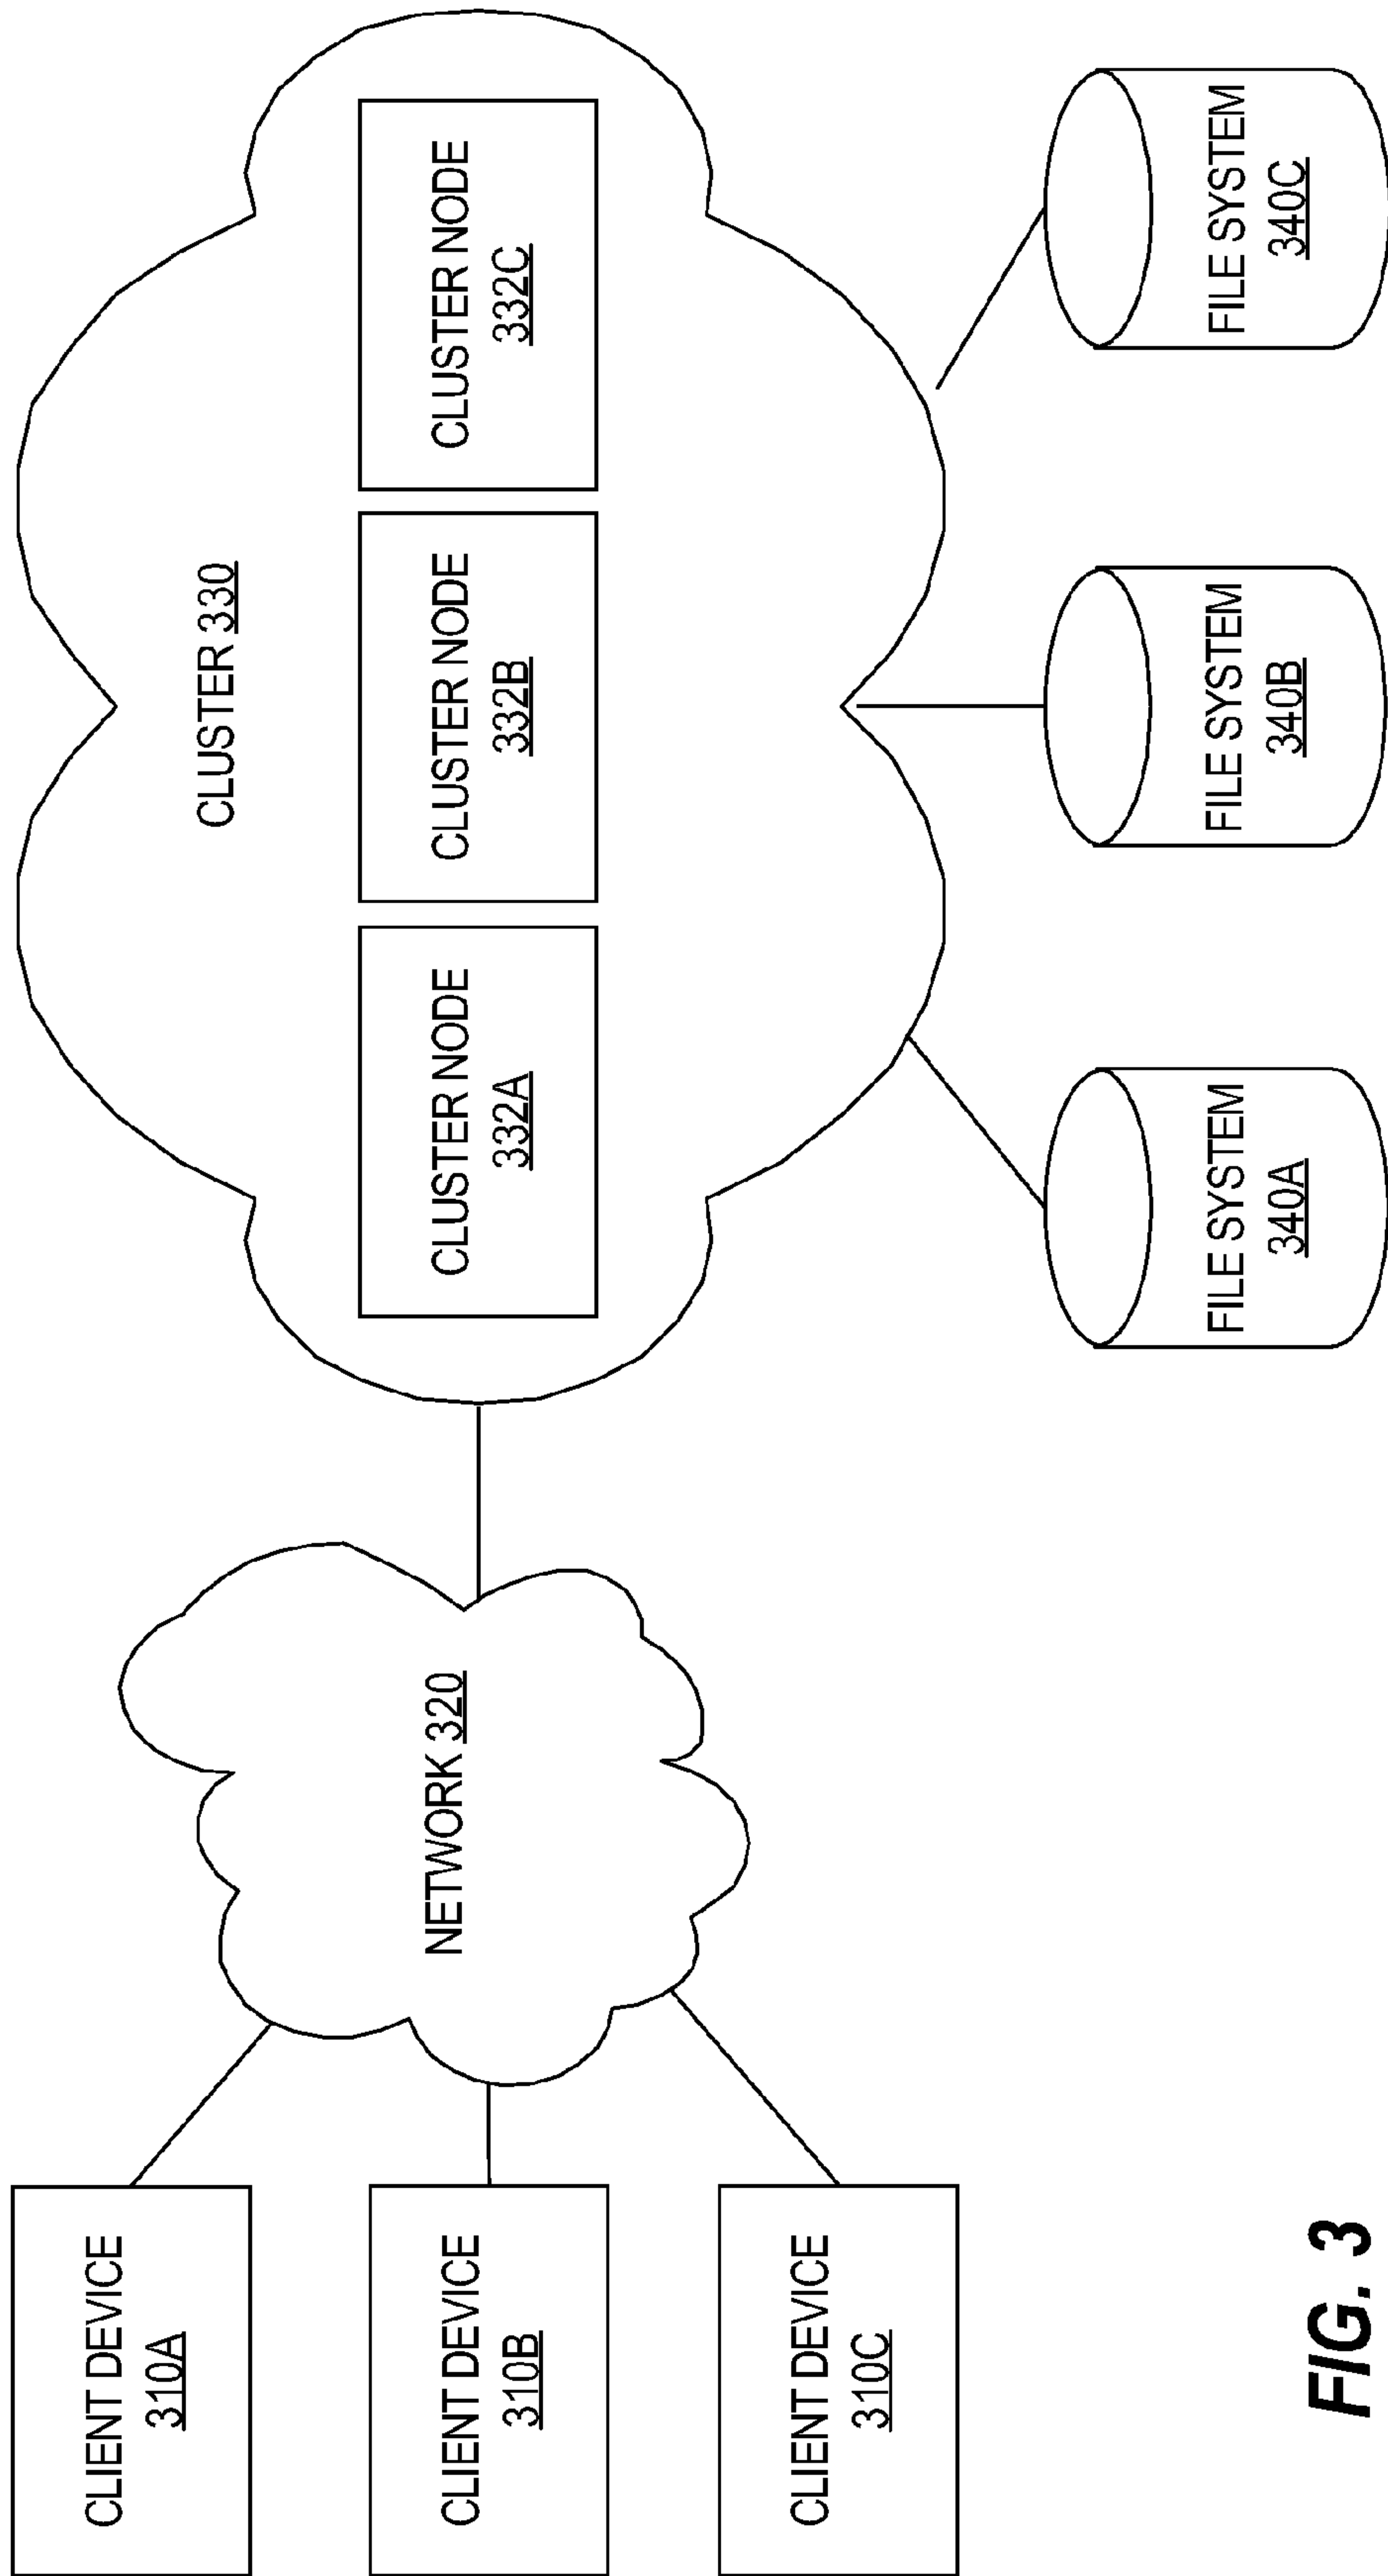 CLIENT DEVICE
310A
CLIENT DEVICE
310B
CLIENT DEVICE
310C
NETWORK 320
CLUSTER 330
CLUSTER NODE
332A
CLUSTER NODE
332B
CLUSTER NODE
332C
FILE SYSTEM
340A
FILE SYSTEM
340B
FILE SYSTEM
340C
FIG. 3